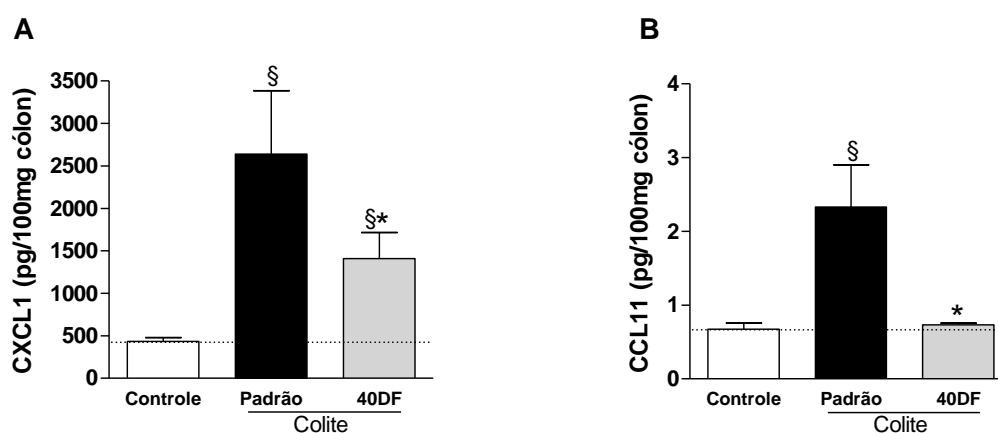 A
CXCL1 (pg/100mg cólon)
3500
3000
2500
2000
1500
1000
500
0
§
§*
Controle
Padrão
40DF
Colite
B
CCL11 (pg/100mg cólon)
4
3
2
1
0
§
*
Controle
Padrão
40DF
Colite